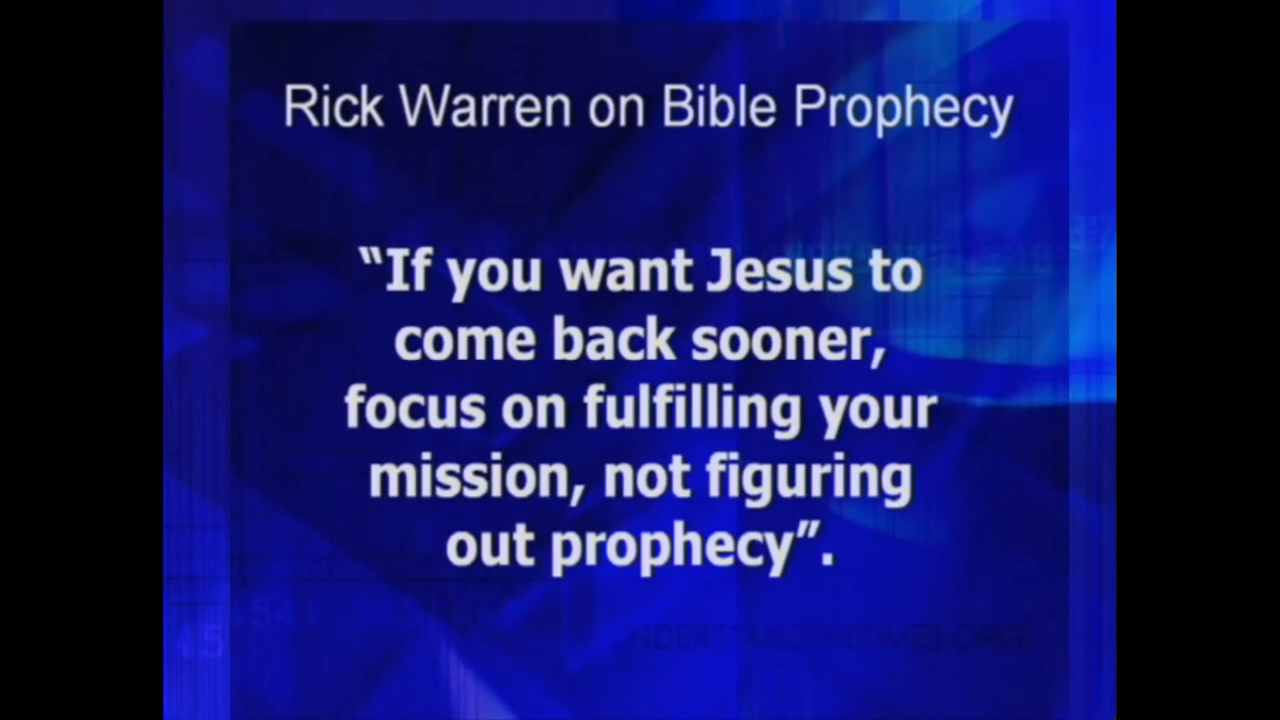 Rick Warren on Bible Prophecy
“If you want Jesus to
come back sooner,
focus on fulfilling your
mission, not figuring
out prophecy”.